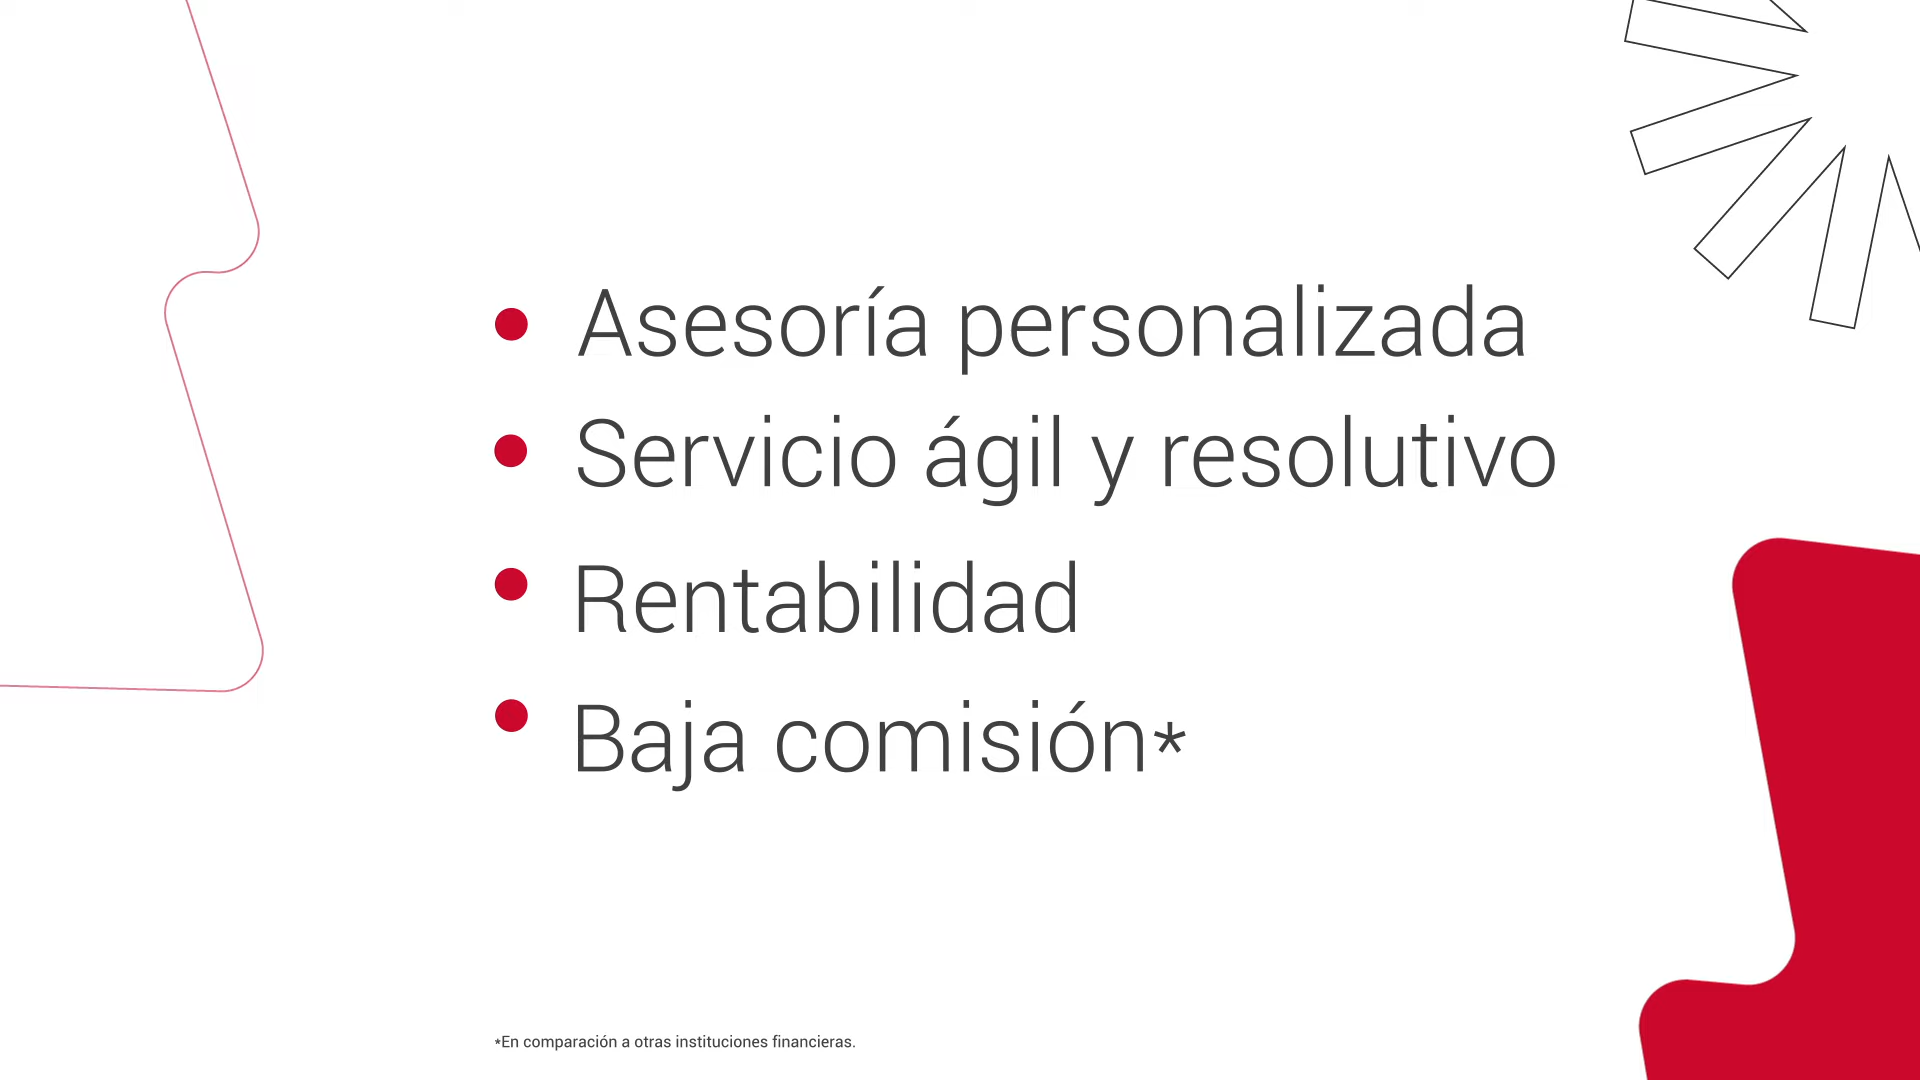 Asesoría personalizada
Servicio ágil y resolutivo
Rentabilidad
Baja comisión*
*En comparación a otras instituciones financieras.